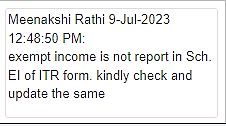 Meenakshi Rathi 9-Jul-2023
12:48:50 PM:
exempt income is not report in Sch.
EI of ITR form. kindly check and
update the same